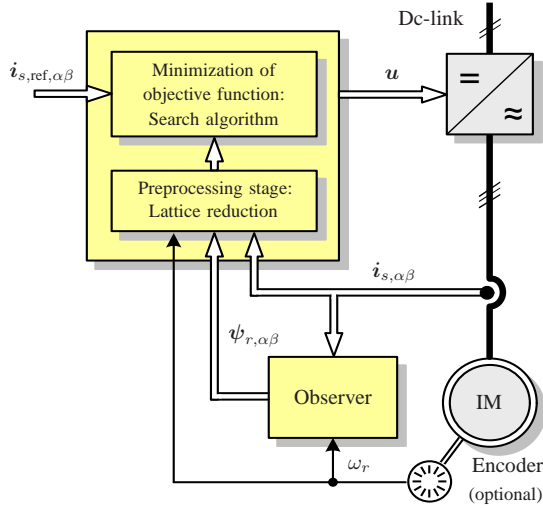 Dc-link
i_{s,ref,αβ}
Minimization of
objective function:
Search algorithm
u
=
≈
Preprocessing stage:
Lattice reduction
i_{s,αβ}
ψ_{r,αβ}
Observer
IM
ω_r
Encoder
(optional)